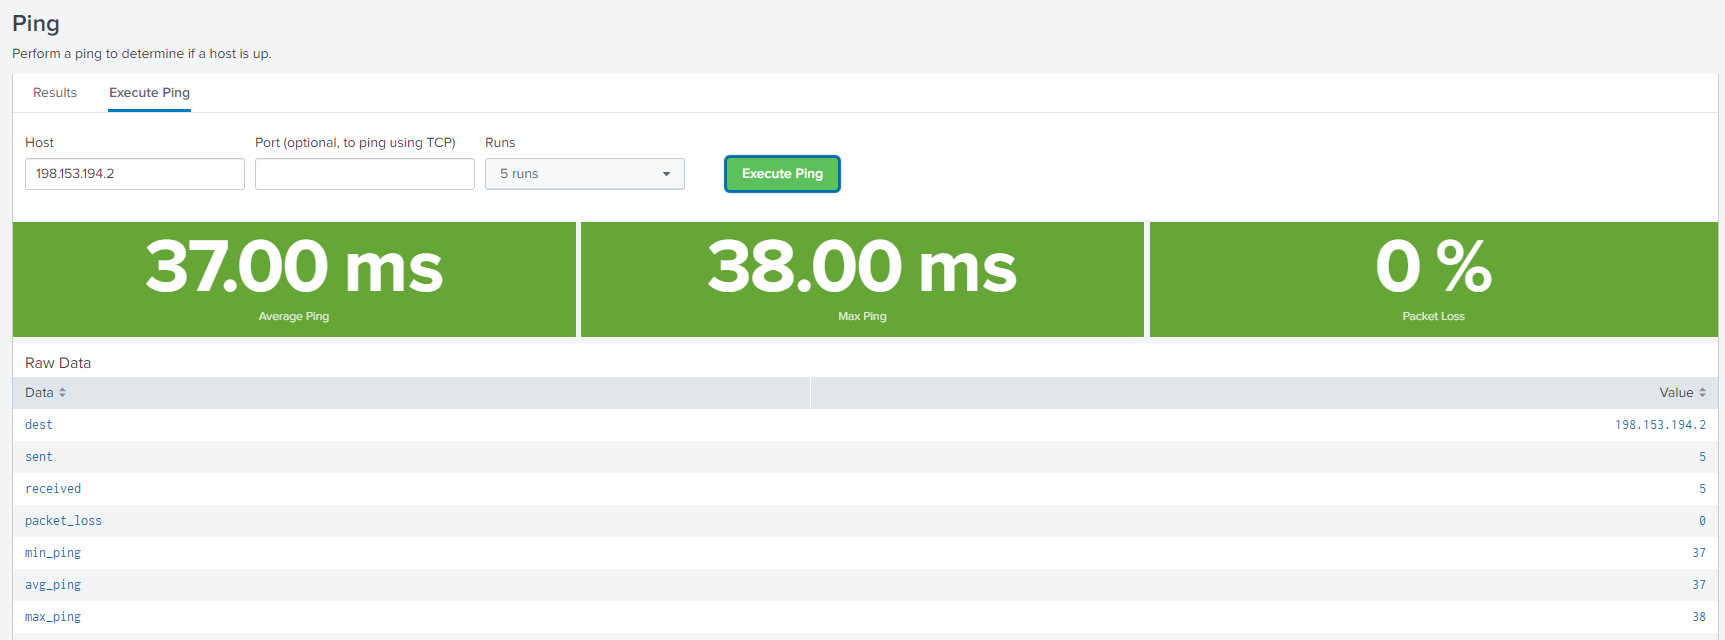 Ping
Perform a ping to determine if a host is up.
Results Execute Ping
Host Port (optional, to ping using TCP) Runs
198.153.194.2 5 runs Execute Ping
37.00 ms 38.00 ms 0 %
Average Ping Max Ping Packet Loss
Raw Data
Data Value
dest 198.153.194.2
sent 5
received 5
packet_loss 0
min_ping 37
avg_ping 37
max_ping 38